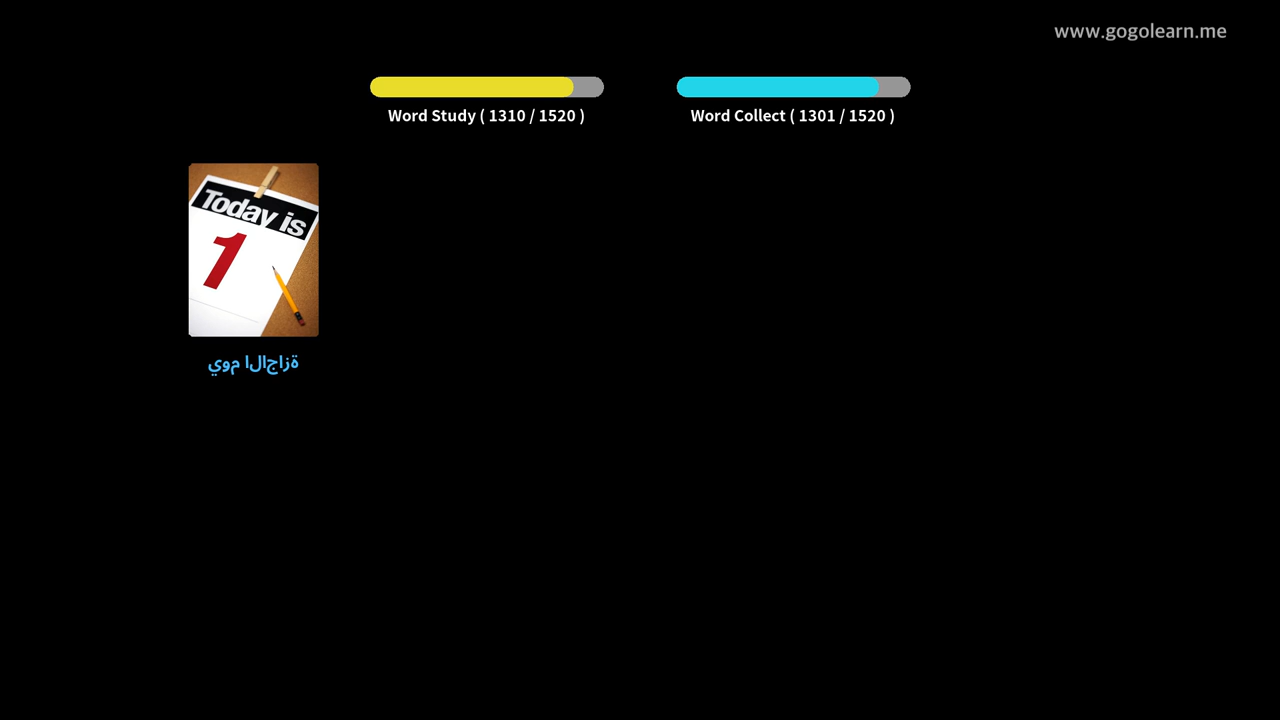 www.gogolearn.me
Word Study ( 1310 / 1520 )
Word Collect ( 1301 / 1520 )
Today is
1
يوم الاجازة